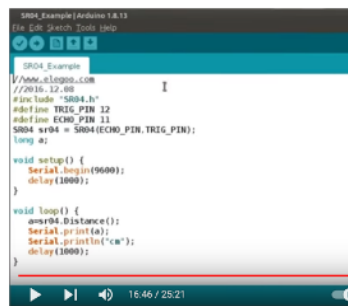 SR04_Example | Arduino 1.8.13
File Edit Sketch Tools Help
SR04_Example
//www.elegoo.com
//2016.12.08
#include "SR04.h"
#define TRIG_PIN 12
#define ECHO_PIN 11
SR04 sr04 = SR04(ECHO_PIN,TRIG_PIN);
long a;
void setup() {
Serial.begin(9600);
delay(1000);
}
void loop() {
a=sr04.Distance();
Serial.print(a);
Serial.println("cm");
delay(1000);
}
16:46 / 25:21